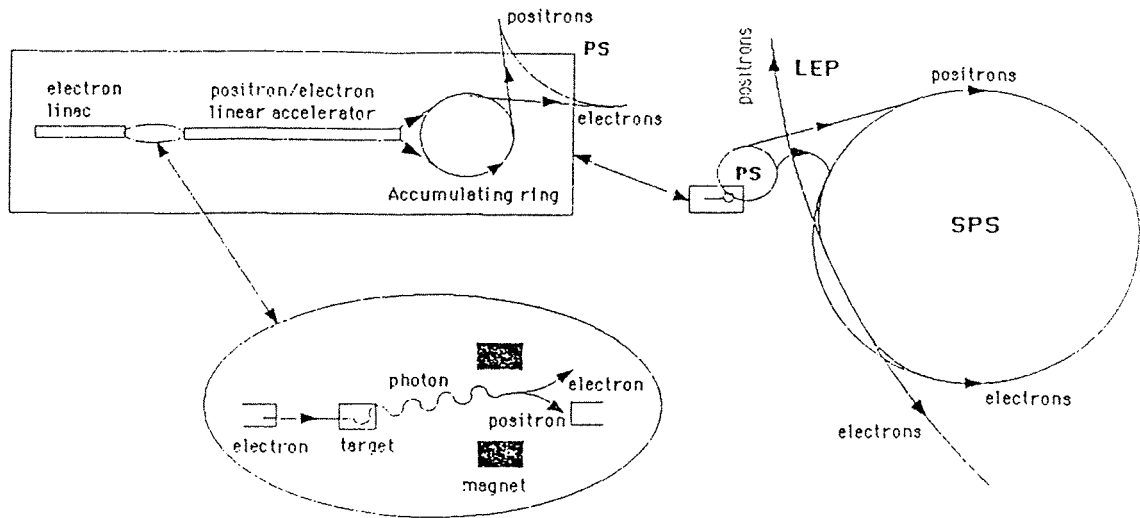 positrons
PS
electron
linac
positron/electron
linear accelerator
electrons
Accumulating ring
positrons
LEP
positrons
PS
SPS
electrons
electrons
photon
electron
positron
electron
target
magnet